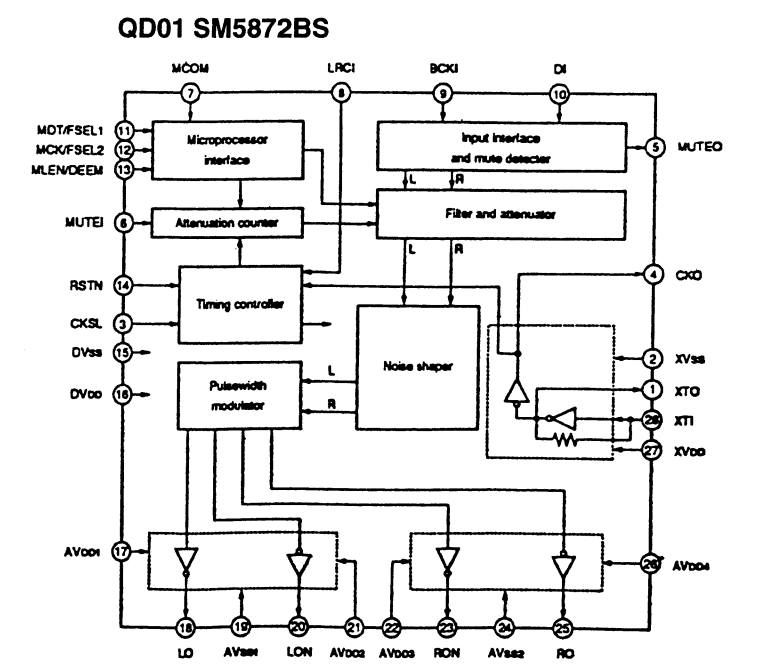 QD01 SM5872BS
MCOM LRCI BCKI DI
7 8 9 10
MDT/FSEL1 11
MCK/FSEL2 12
MLEN/DEEM 13
Microprocessor
interface
Input Interface
and mute detecter
5 MUTEO
L R
MUTEI 6
Attenuation counter
Filter and attenuator
L R
RSTN 14
CKSL 3
DVSS 15
DVDD 16
Timing controller
4 CKO
Noise shaper
2 XVSS
1 XTO
28 XTI
27 XVDD
L
R
Pulsewidth
modulator
AVDD1 17
26 AVDD4
18 19 20 21 22 23 24 25
LO AVSS1 LON AVDD2 AVDD3 RON AVSS2 RO